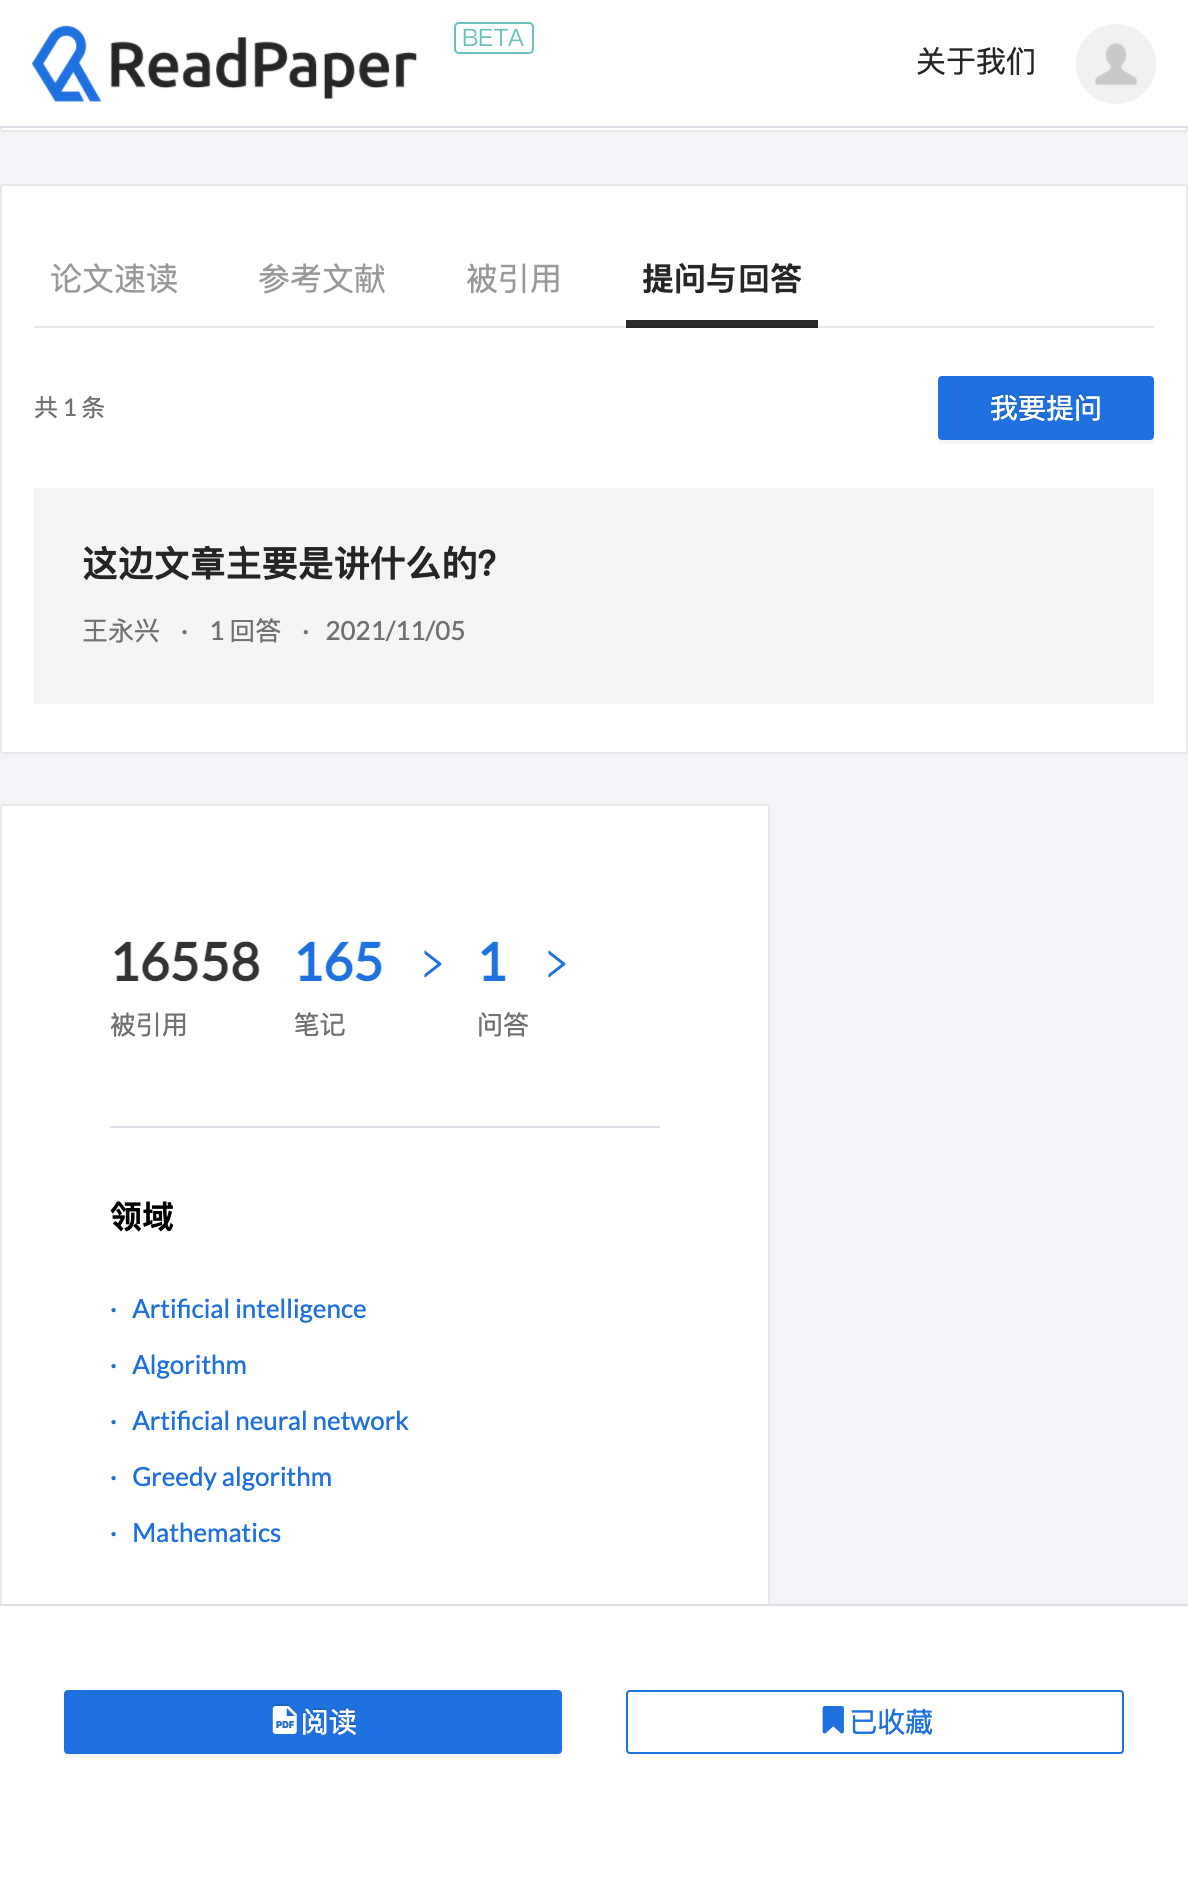 ReadPaper BETA 关于我们
论文速读 参考文献 被引用 提问与回答
共 1 条 我要提问
这边文章主要是讲什么的?
王永兴 · 1 回答 · 2021/11/05
16558 165 > 1 >
被引用 笔记 问答
领域
· Artificial intelligence
· Algorithm
· Artificial neural network
· Greedy algorithm
· Mathematics
PDF 阅读 已收藏